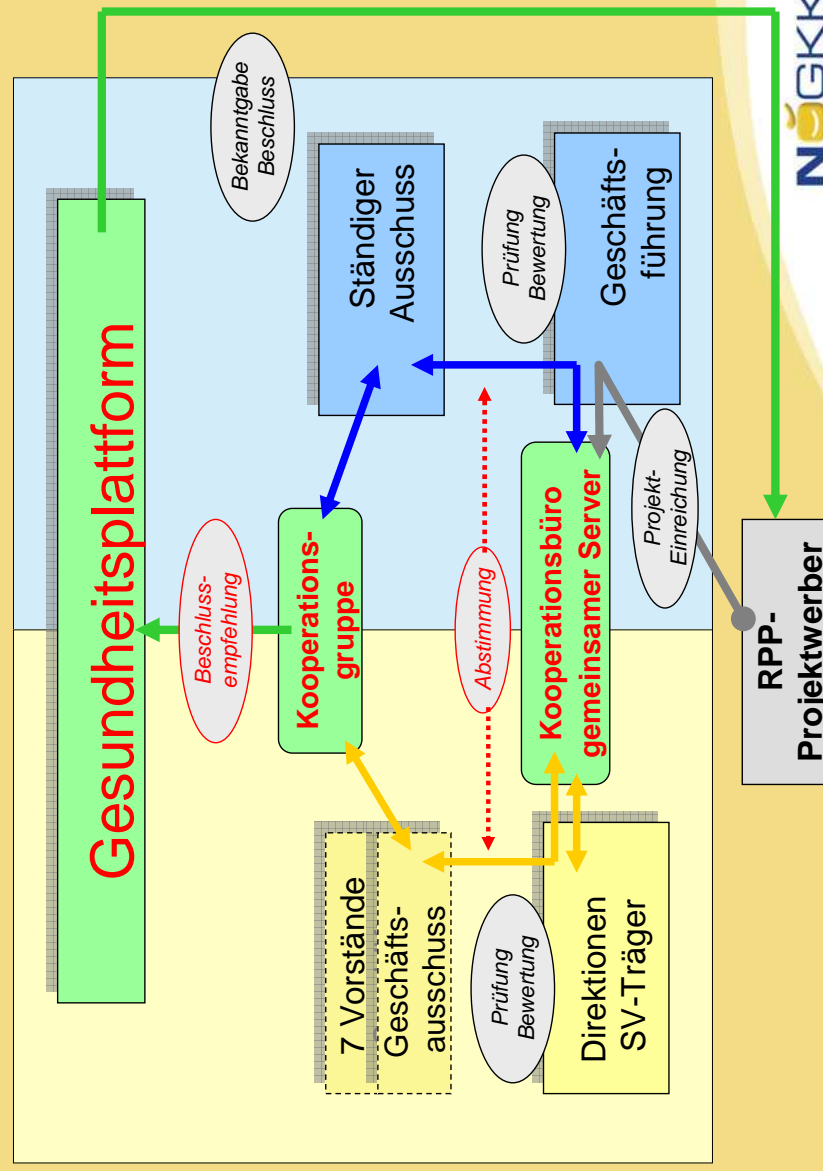 Gesundheitsplattform
Bekanntgabe
Beschluss
Beschluss-
empfehlung
7 Vorstände
Geschäfts-
ausschuss
Kooperations-
gruppe
Ständiger
Ausschuss
Abstimmung
Prüfung
Bewertung
Prüfung
Bewertung
Direktionen
SV-Träger
Kooperationsbüro
gemeinsamer Server
Geschäfts-
führung
Projekt-
Einreichung
RPP-
Projektwerber
NÖGKK